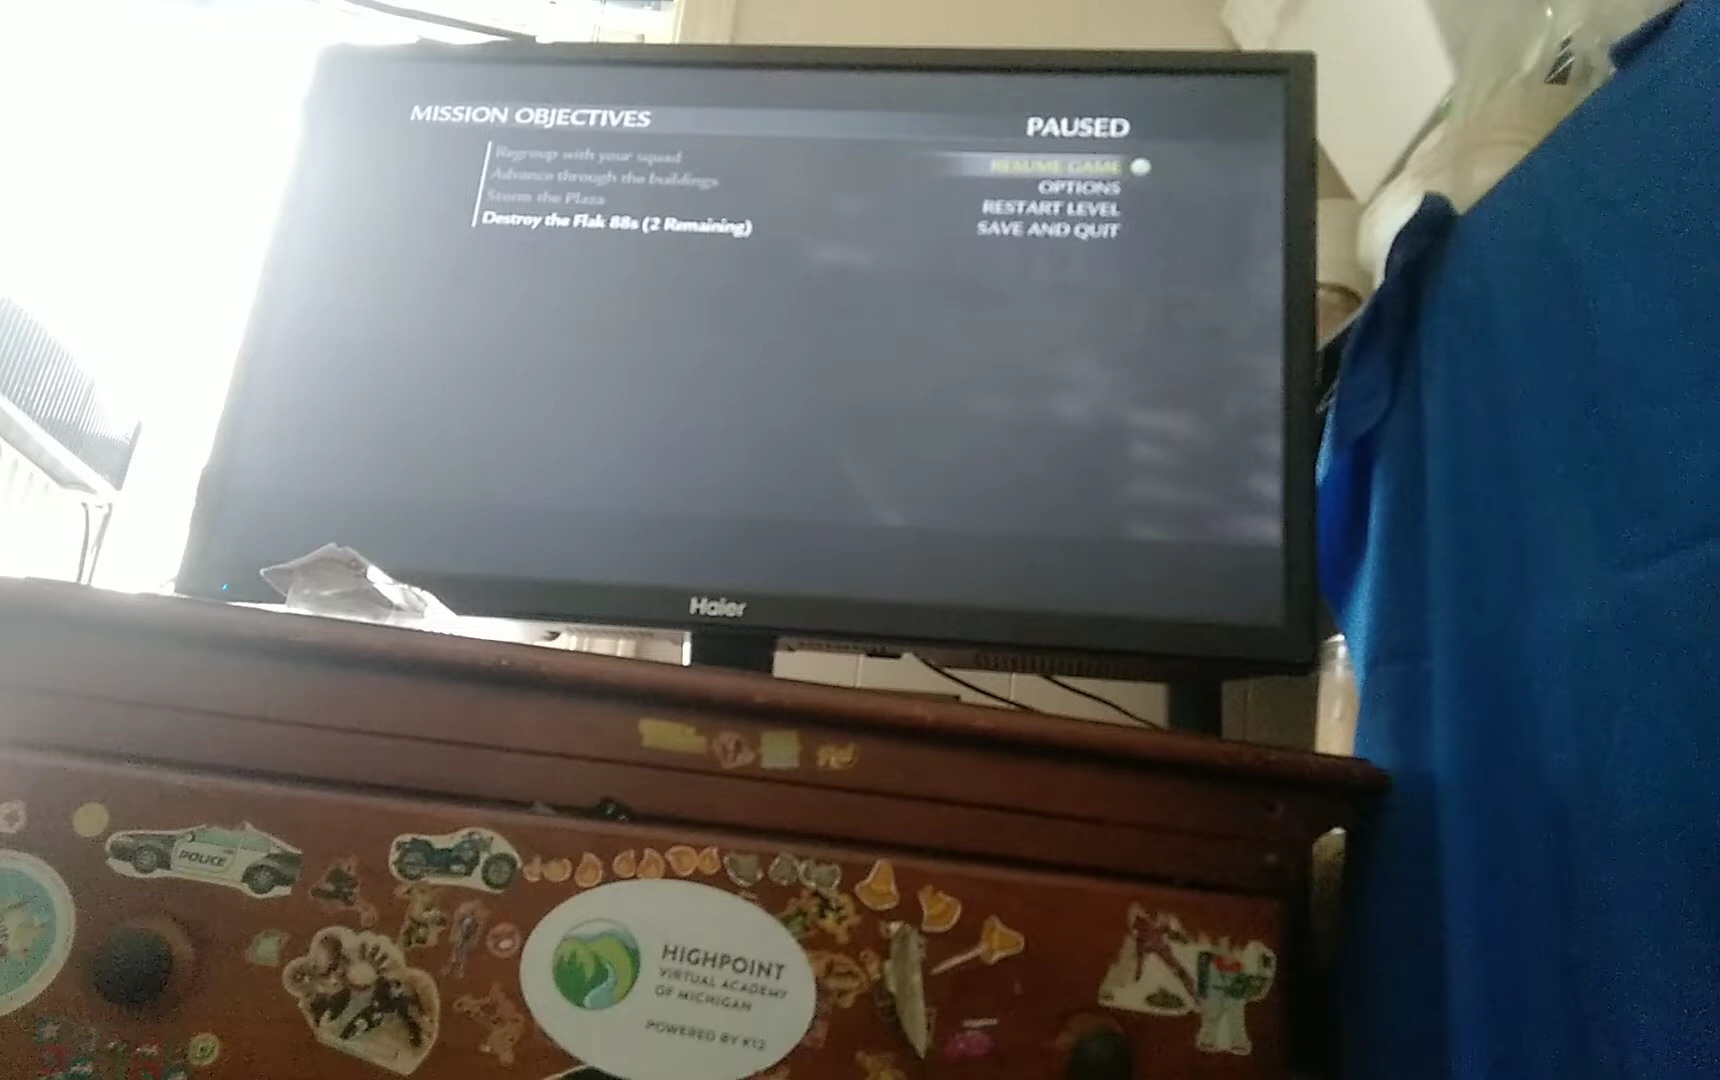 MISSION OBJECTIVES
Regroup with your squad
Advance through the buildings
Storm the Plaza
Destroy the Flak 88s (2 Remaining)
PAUSED
RESUME GAME
OPTIONS
RESTART LEVEL
SAVE AND QUIT
Haier
POLICE
HIGHPOINT
VIRTUAL ACADEMY
OF MICHIGAN
POWERED BY K12